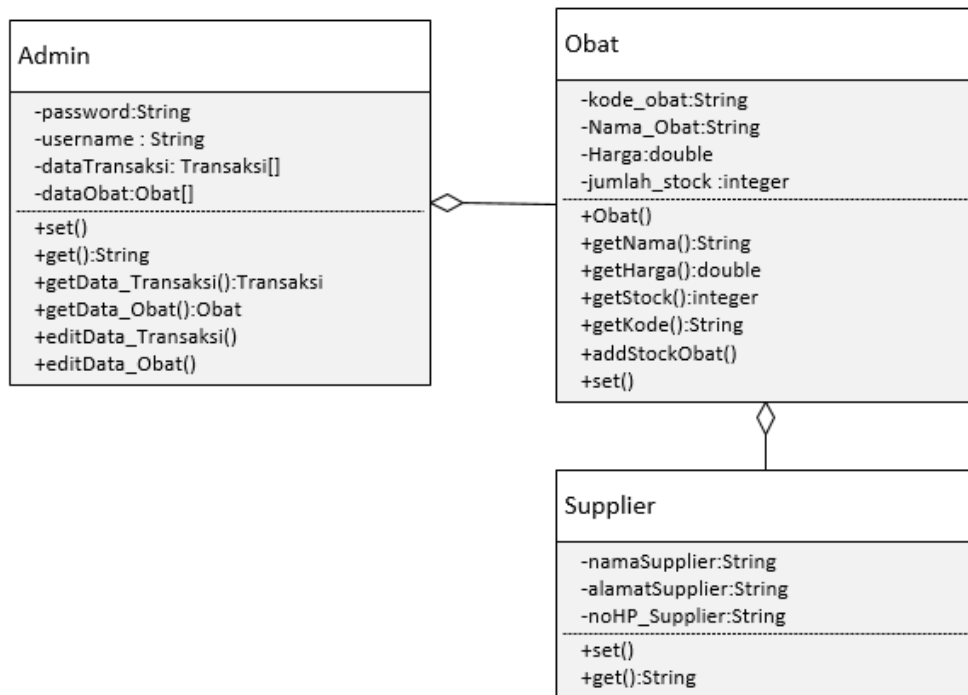 Admin
-password:String
-username : String
-dataTransaksi: Transaksi[]
-dataObat:Obat[]
+set()
+get():String
+getData_Transaksi():Transaksi
+getData_Obat():Obat
+editData_Transaksi()
+editData_Obat()
Obat
-kode_obat:String
-Nama_Obat:String
-Harga:double
-jumlah_stock :integer
+Obat()
+getNama():String
+getHarga():double
+getStock():integer
+getKode():String
+addStockObat()
+set()
Supplier
-namaSupplier:String
-alamatSupplier:String
-noHP_Supplier:String
+set()
+get():String